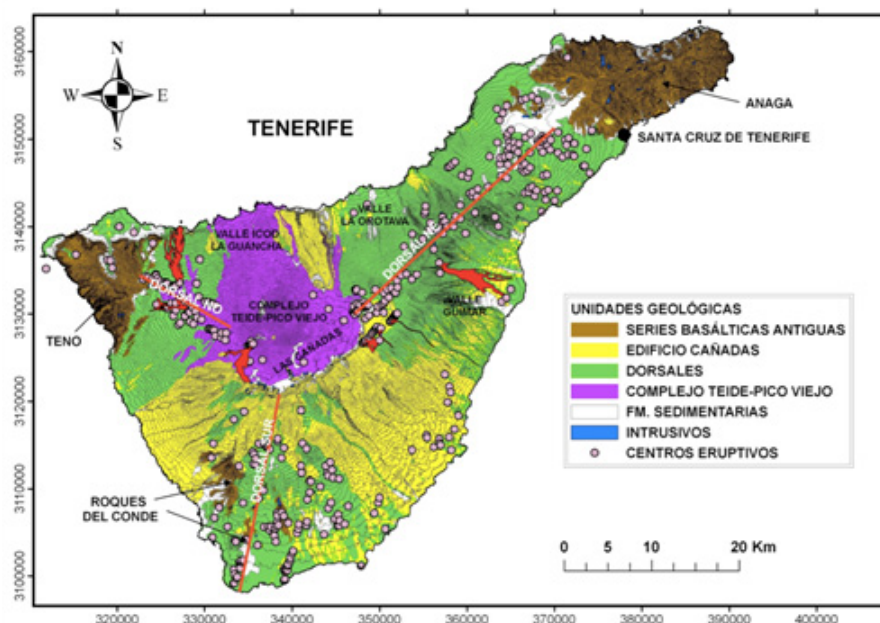 3160000
3150000
3140000
3130000
3120000
3110000
3100000
N
W E
S
TENERIFE
ANAGA
SANTA CRUZ DE TENERIFE
VALLE
LA OROTAVA
VALLE ICOD
LA GUANCHA
DORSAL NE
DORSAL NO
COMPLEJO
TEIDE-PICO VIEJO
VALLE
GUIMAR
TENO
LAS CAÑADAS
DORSAL SUR
ROQUES
DEL CONDE
UNIDADES GEOLÓGICAS
SERIES BASÁLTICAS ANTIGUAS
EDIFICIO CAÑADAS
DORSALES
COMPLEJO TEIDE-PICO VIEJO
FM. SEDIMENTARIAS
INTRUSIVOS
CENTROS ERUPTIVOS
0 5 10 20 Km
320000 330000 340000 350000 360000 370000 380000 390000 400000